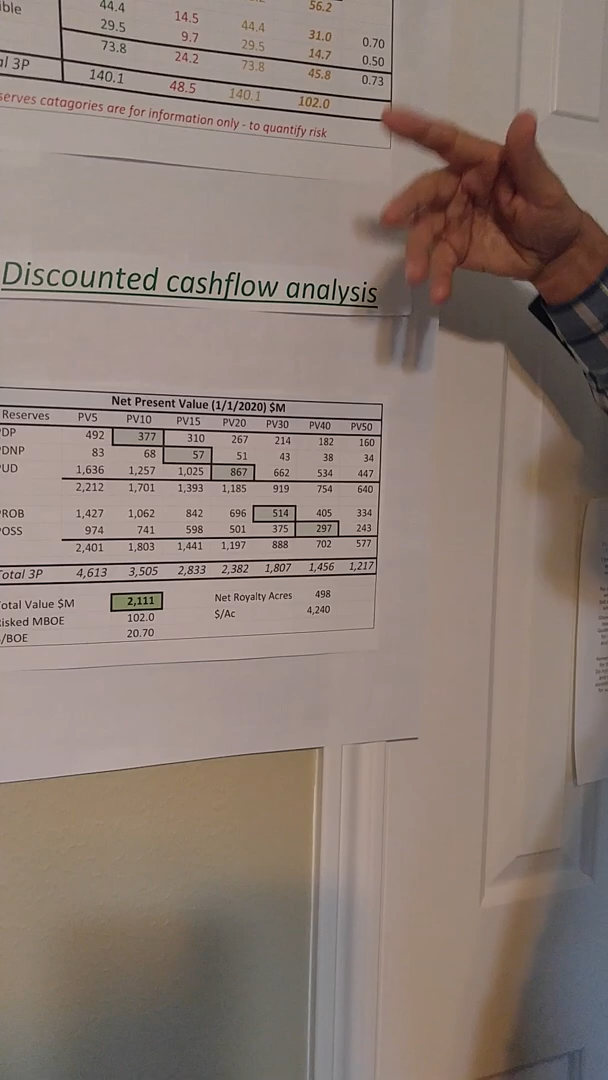 ble 44.4 56.2
29.5 14.5 44.4 31.0 0.70
73.8 9.7 29.5 14.7 0.50
24.2 73.8 45.8 0.73
al 3P 140.1 48.5 140.1 102.0
serves catagories are for information only - to quantify risk
Discounted cashflow analysis
Net Present Value (1/1/2020) $M
Reserves PV5 PV10 PV15 PV20 PV30 PV40 PV50
DP 492 377 310 267 214 182 160
DNP 83 68 57 51 43 38 34
UD 1,636 1,257 1,025 867 662 534 447
2,212 1,701 1,393 1,185 919 754 640
ROB 1,427 1,062 842 696 514 405 334
OSS 974 741 598 501 375 297 243
2,401 1,803 1,441 1,197 888 702 577
Total 3P 4,613 3,505 2,833 2,382 1,807 1,456 1,217
otal Value $M 2,111 Net Royalty Acres 498
isked MBOE 102.0 $/Ac 4,240
/BOE 20.70